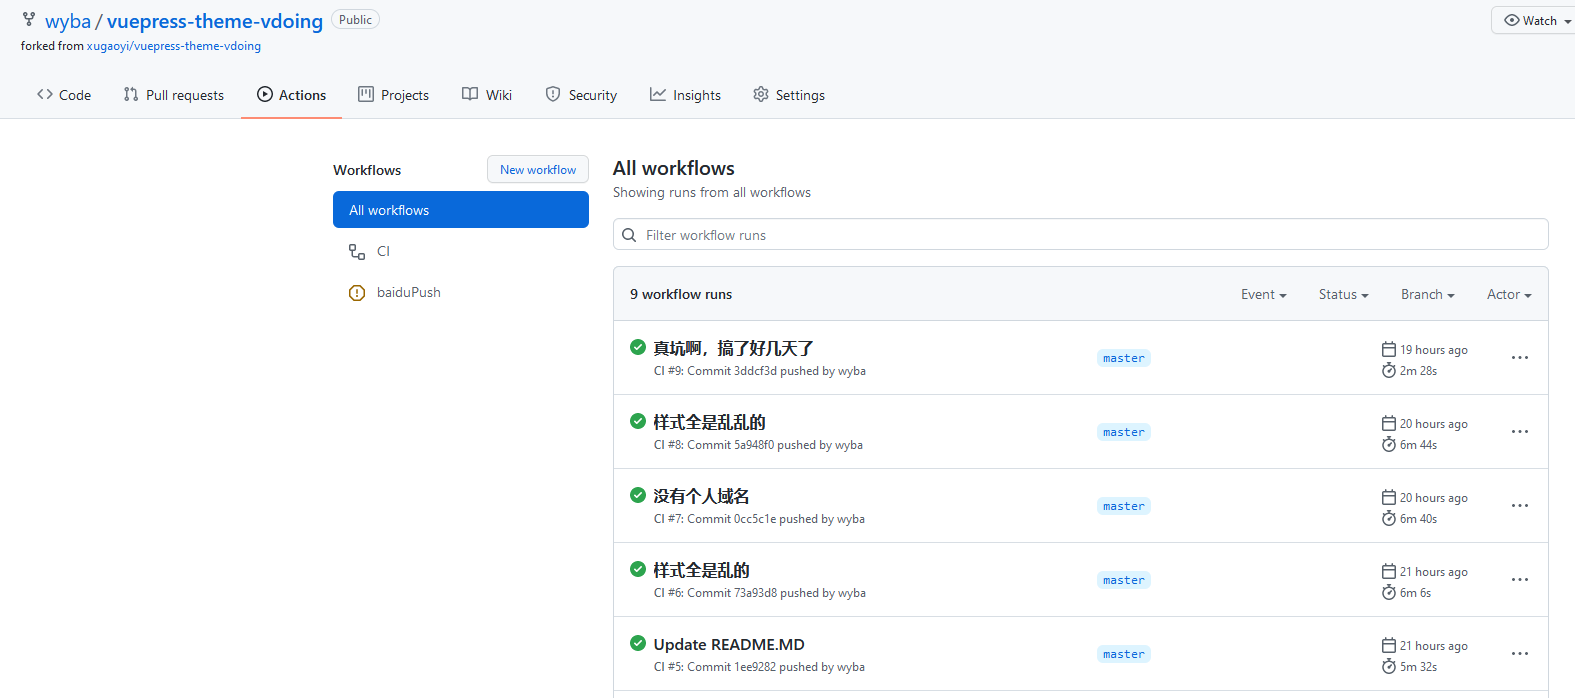 wyba / vuepress-theme-vdoing Public
Watch
forked from xugaoyi/vuepress-theme-vdoing
Code Pull requests Actions Projects Wiki Security Insights Settings
Workflows New workflow
All workflows
CI
baiduPush
All workflows
Showing runs from all workflows
Filter workflow runs
9 workflow runs Event Status Branch Actor
真坑啊，搞了好几天了
CI #9: Commit 3ddcf3d pushed by wyba
master
19 hours ago
2m 28s
样式全是乱乱的
CI #8: Commit 5a948f0 pushed by wyba
master
20 hours ago
6m 44s
没有个人域名
CI #7: Commit 0cc5c1e pushed by wyba
master
20 hours ago
6m 40s
样式全是乱的
CI #6: Commit 73a93d8 pushed by wyba
master
21 hours ago
6m 6s
Update README.MD
CI #5: Commit 1ee9282 pushed by wyba
master
21 hours ago
5m 32s